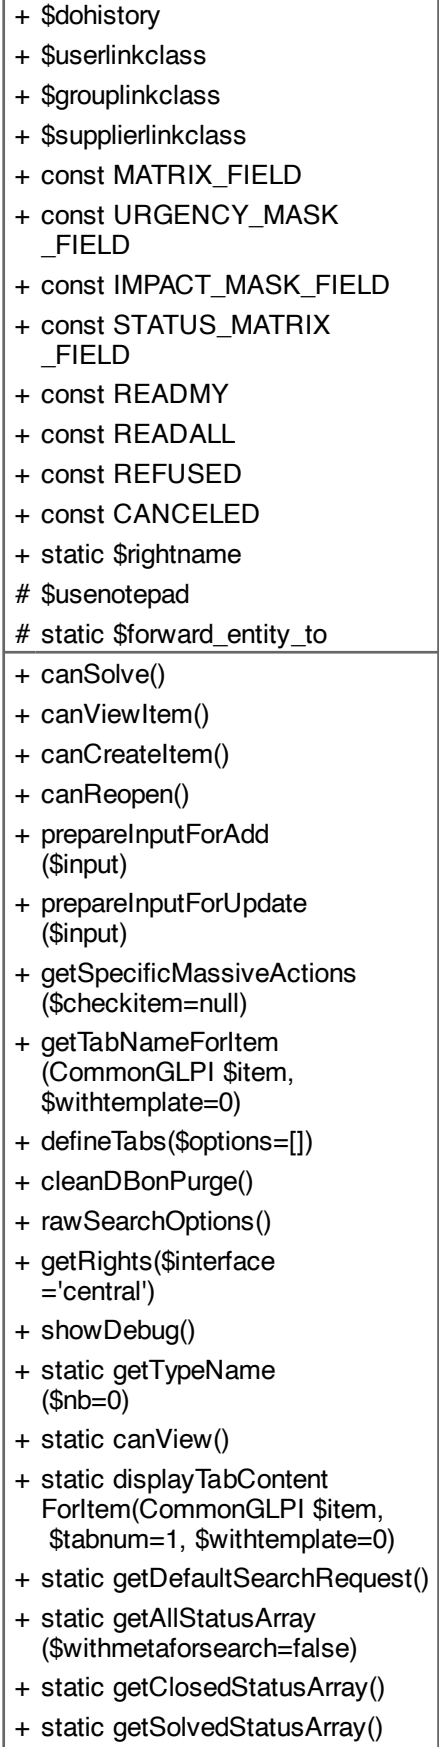 + $dohistory
+ $userlinkclass
+ $grouplinkclass
+ $supplierlinkclass
+ const MATRIX_FIELD
+ const URGENCY_MASK
_FIELD
+ const IMPACT_MASK_FIELD
+ const STATUS_MATRIX
_FIELD
+ const READMY
+ const READALL
+ const REFUSED
+ const CANCELED
+ static $rightname
# $usenotepad
# static $forward_entity_to
+ canSolve()
+ canViewItem()
+ canCreateItem()
+ canReopen()
+ prepareInputForAdd
($input)
+ prepareInputForUpdate
($input)
+ getSpecificMassiveActions
($checkitem=null)
+ getTabNameForItem
(CommonGLPI $item,
$withtemplate=0)
+ defineTabs($options=[])
+ cleanDBonPurge()
+ rawSearchOptions()
+ getRights($interface
='central')
+ showDebug()
+ static getTypeName
($nb=0)
+ static canView()
+ static displayTabContent
ForItem(CommonGLPI $item,
$tabnum=1, $withtemplate=0)
+ static getDefaultSearchRequest()
+ static getAllStatusArray
($withmetaforsearch=false)
+ static getClosedStatusArray()
+ static getSolvedStatusArray()